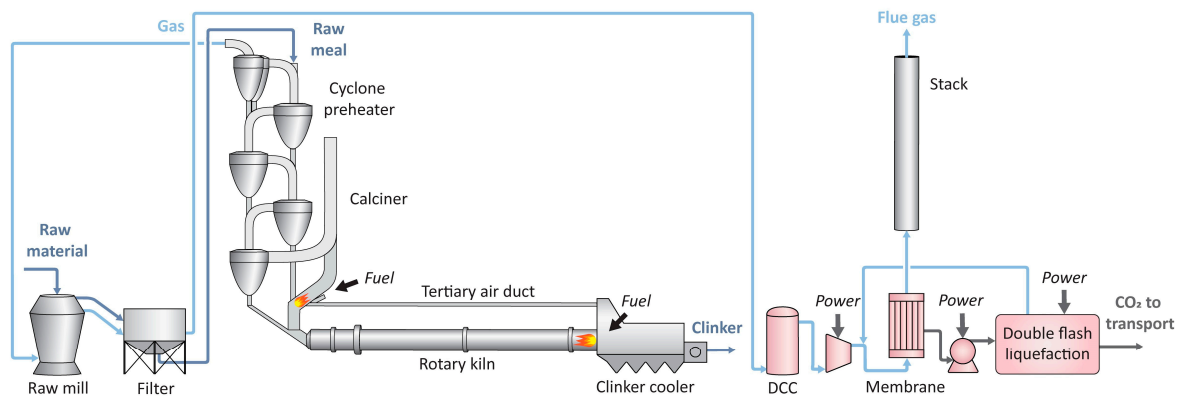 Gas
Raw
meal
Flue gas
Stack
Cyclone
preheater
Calciner
Raw
material
Fuel
Tertiary air duct
Fuel
Power
Power
Power
CO₂ to
transport
Double flash
liquefaction
Clinker
Rotary kiln
Raw mill
Filter
Clinker cooler
DCC
Membrane